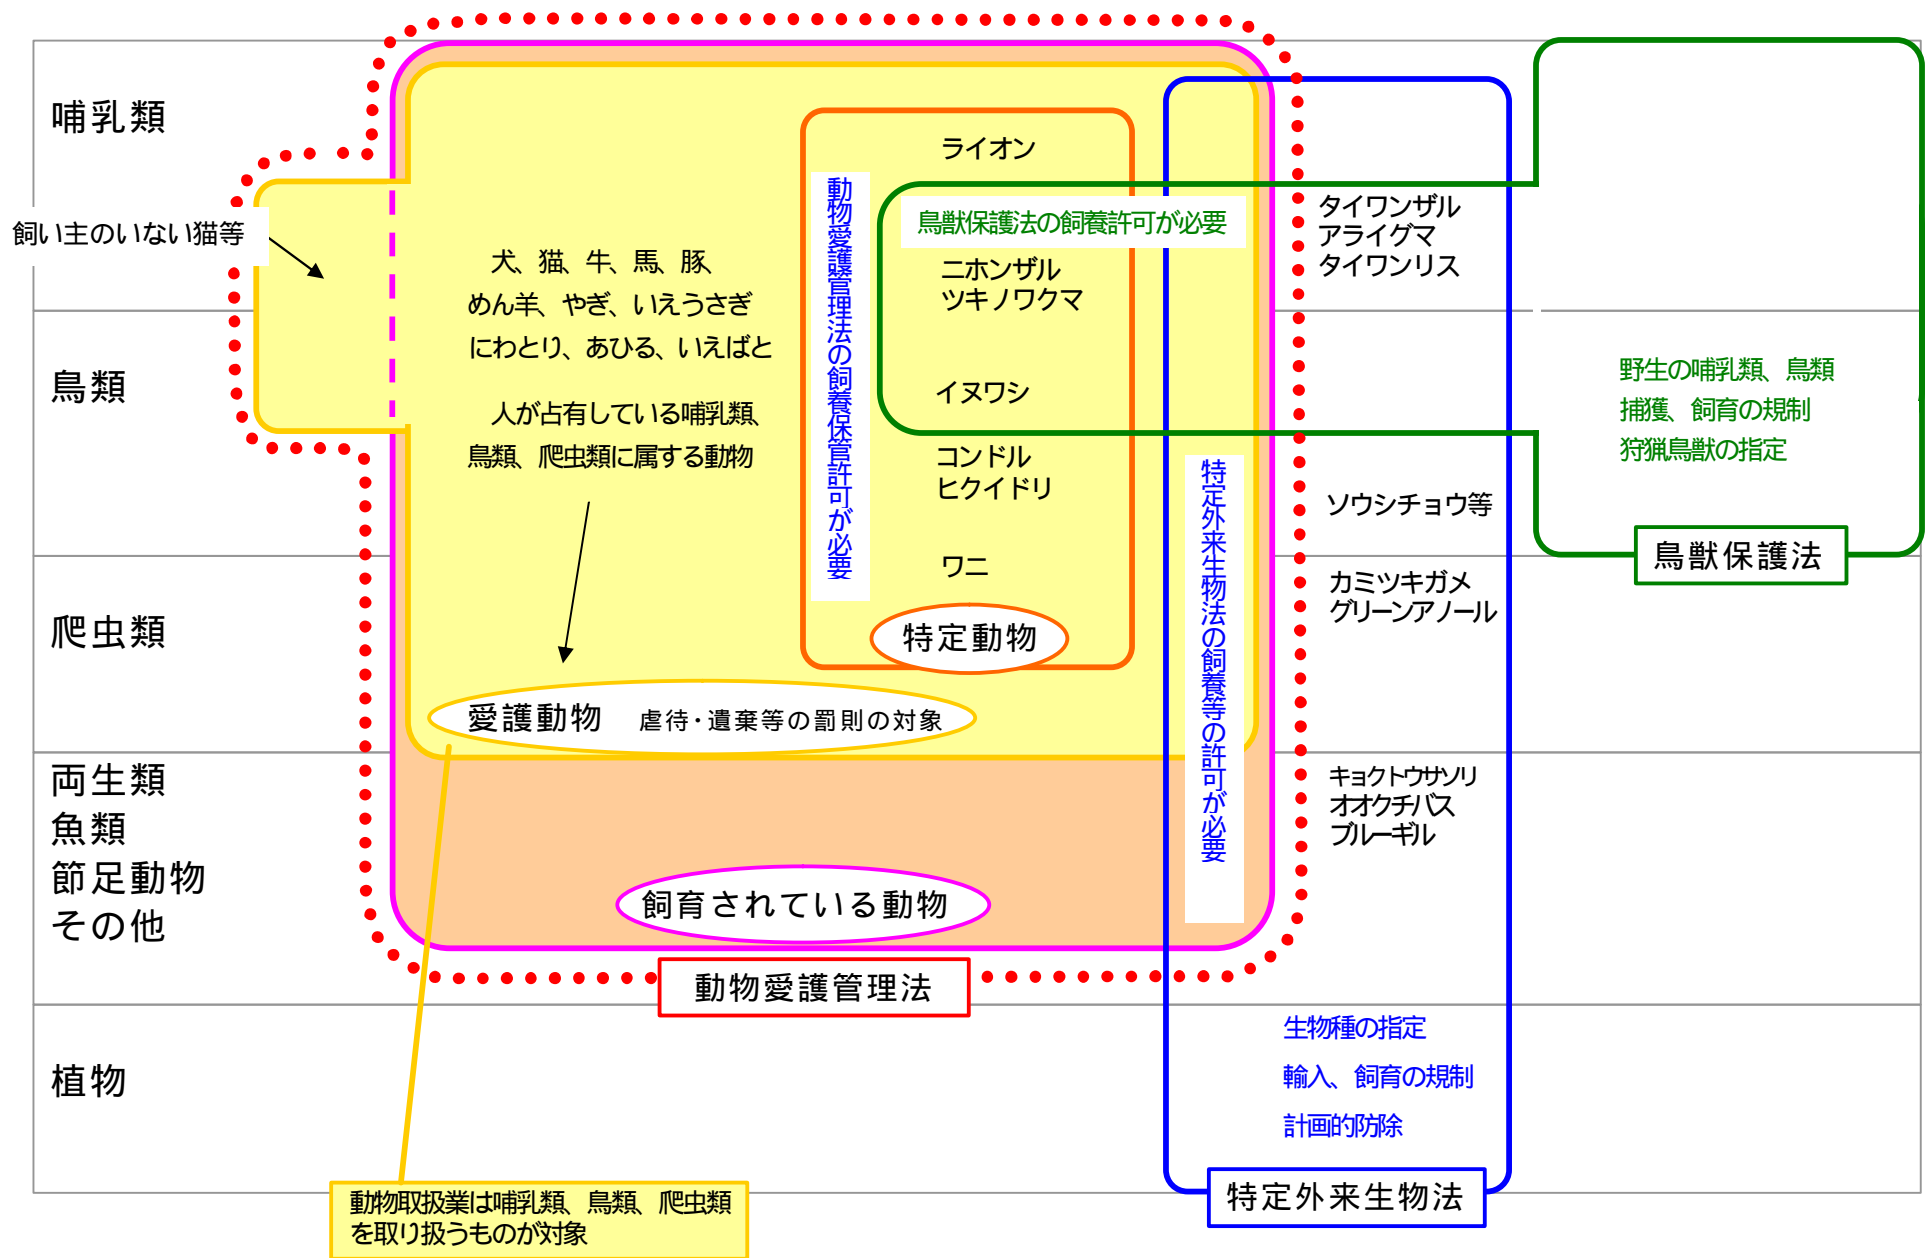 哺乳類
ライオン
動物愛護管理法の飼養保管許可が必要
鳥獣保護法の飼養許可が必要
タイワンザル
アライグマ
タイワンリス
飼い主のいない猫等
犬、猫、牛、馬、豚、
めん羊、やぎ、いえうさぎ
にわとり、あひる、いえばと
ニホンザル
ツキノワクマ
鳥類
イヌワシ
野生の哺乳類、鳥類
捕獲、飼育の規制
狩猟鳥獣の指定
人が占有している哺乳類、
鳥類、爬虫類に属する動物
コンドル
ヒクイドリ
特定外来生物法の飼養等の許可が必要
ソウシチョウ等
鳥獣保護法
ワニ
カミツキガメ
グリーンアノール
爬虫類
特定動物
愛護動物 虐待・遺棄等の罰則の対象
両生類
魚類
節足動物
その他
キョクトウサソリ
オオクチバス
ブルーギル
飼育されている動物
動物愛護管理法
植物
生物種の指定
輸入、飼育の規制
計画的防除
特定外来生物法
動物取扱業は哺乳類、鳥類、爬虫類
を取り扱うものが対象